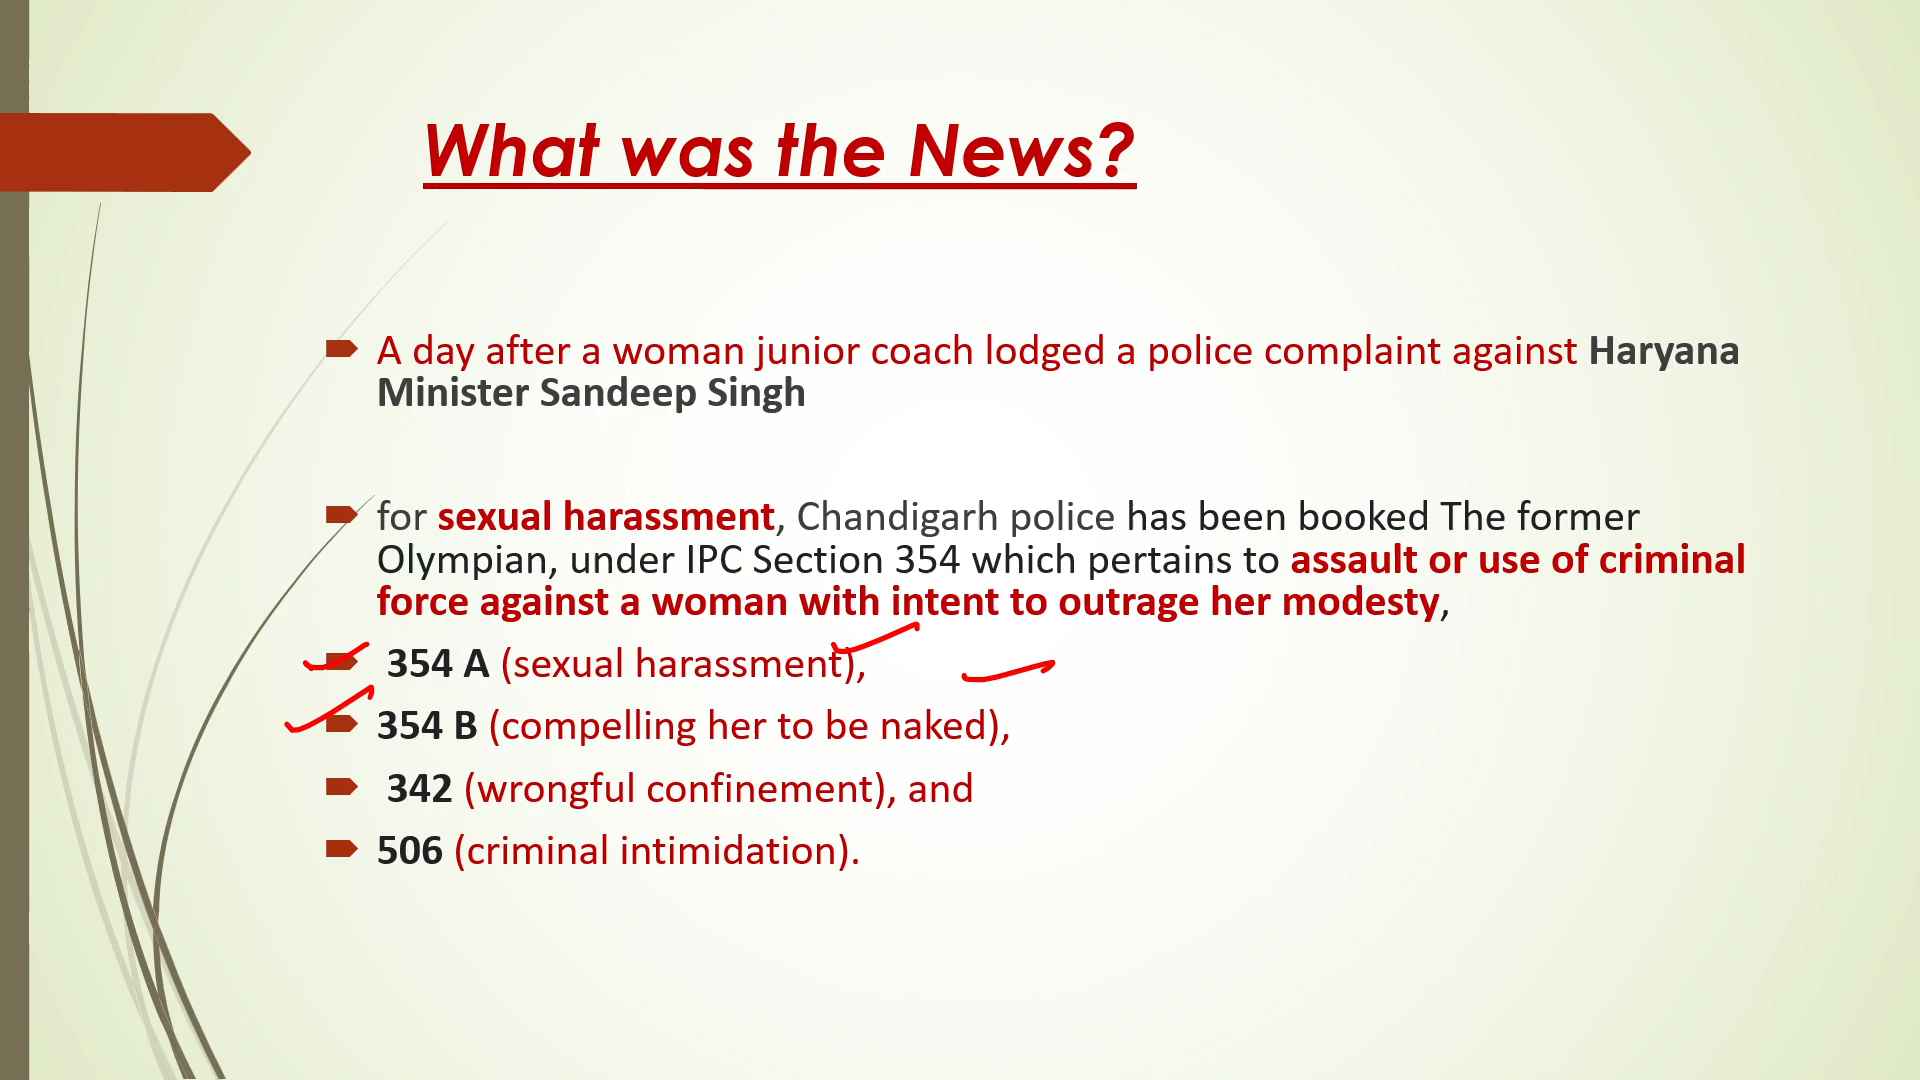 What was the News?
A day after a woman junior coach lodged a police complaint against Haryana
Minister Sandeep Singh
for sexual harassment, Chandigarh police has been booked The former
Olympian, under IPC Section 354 which pertains to assault or use of criminal
force against a woman with intent to outrage her modesty,
354 A (sexual harassment),
354 B (compelling her to be naked),
342 (wrongful confinement), and
506 (criminal intimidation).